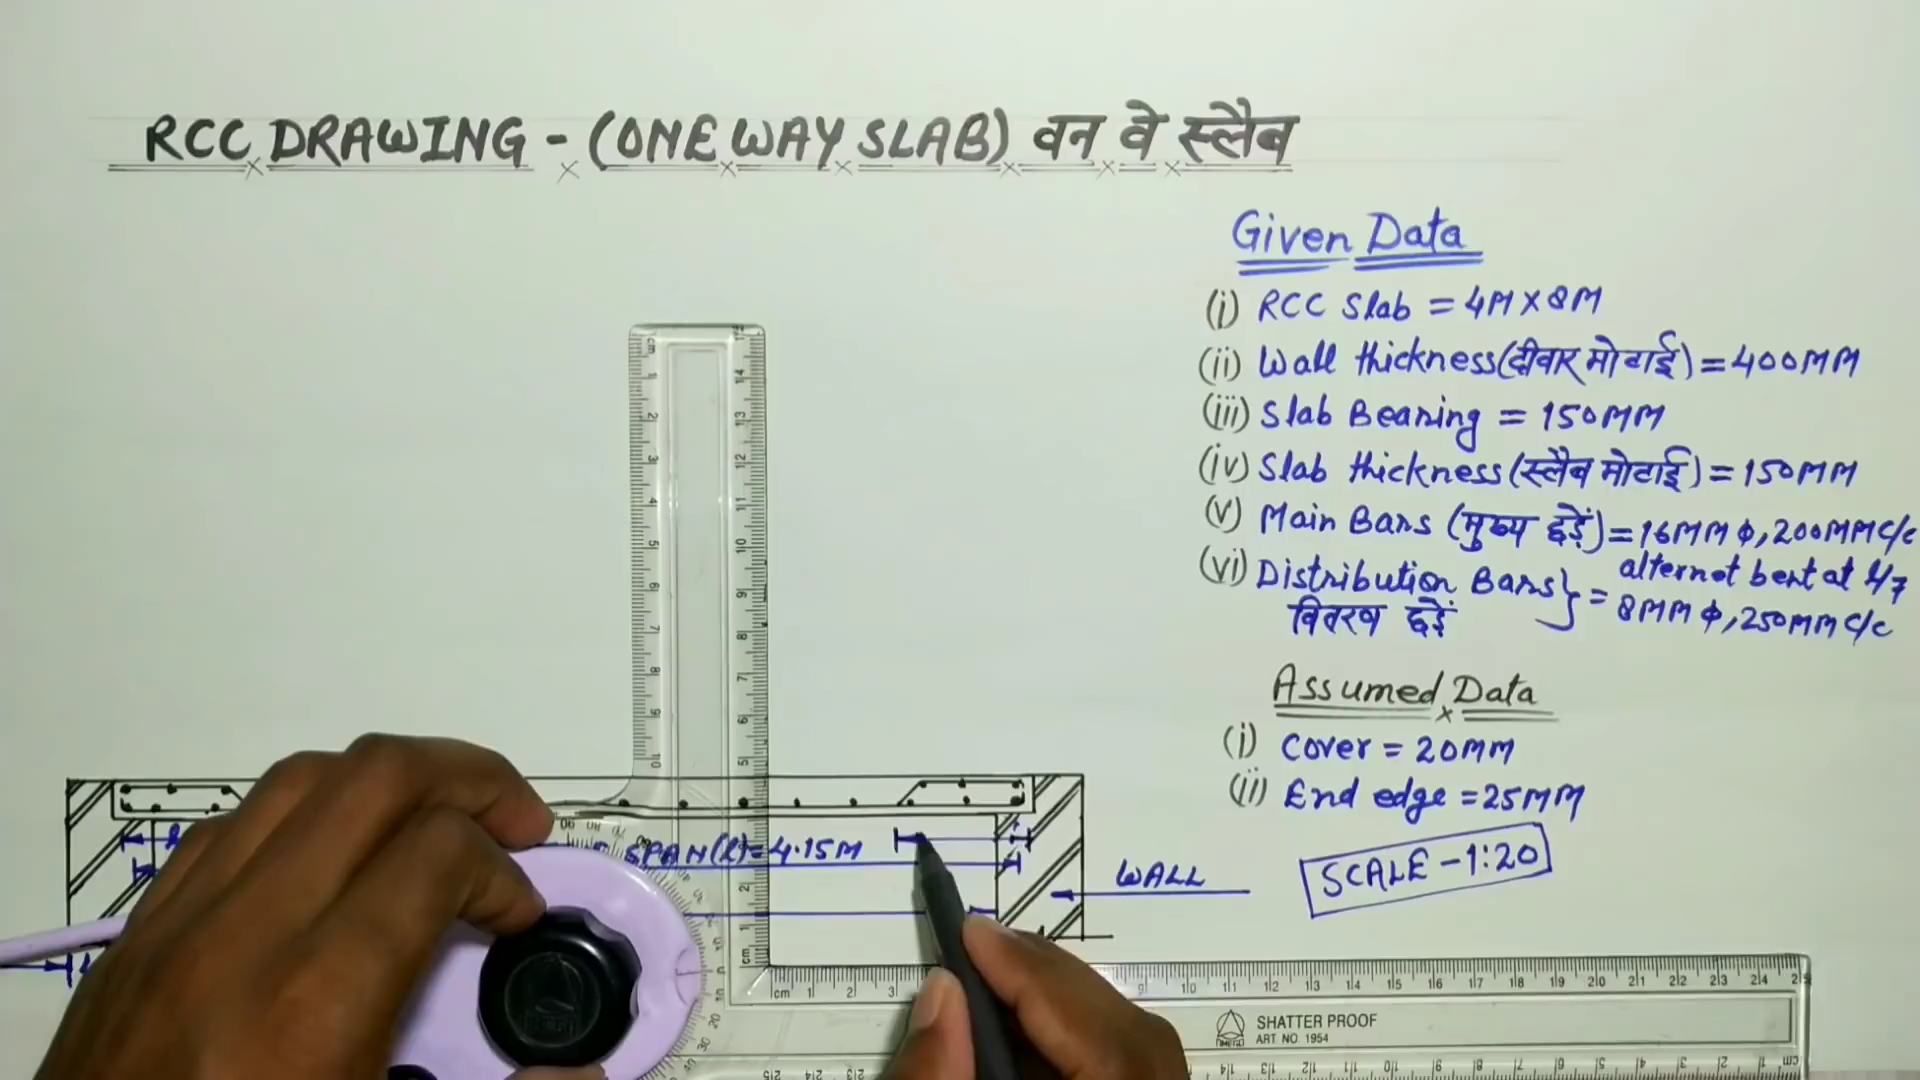 RCC DRAWING - (ONE WAY SLAB) वन वे स्लैब
Given Data
(i) RCC Slab = 4M X 8M
(ii) Wall thickness (दीवार मोटाई) = 400MM
(iii) Slab Bearing = 150MM
(iv) Slab thickness (स्लैब मोटाई) = 150MM
(v) Main Bars (मुख्य छड़ें) = 16MM ϕ, 200MM C/C
alternet bent at l/7
(vi) Distribution Bars} = 8MM ϕ, 250MM C/C
वितरण छड़ें
Assumed Data
(i) Cover = 20MM
(ii) End edge = 25MM
SCALE - 1:20
SPAN (l) = 4.15M
WALL
SHATTER PROOF
ART NO. 1954